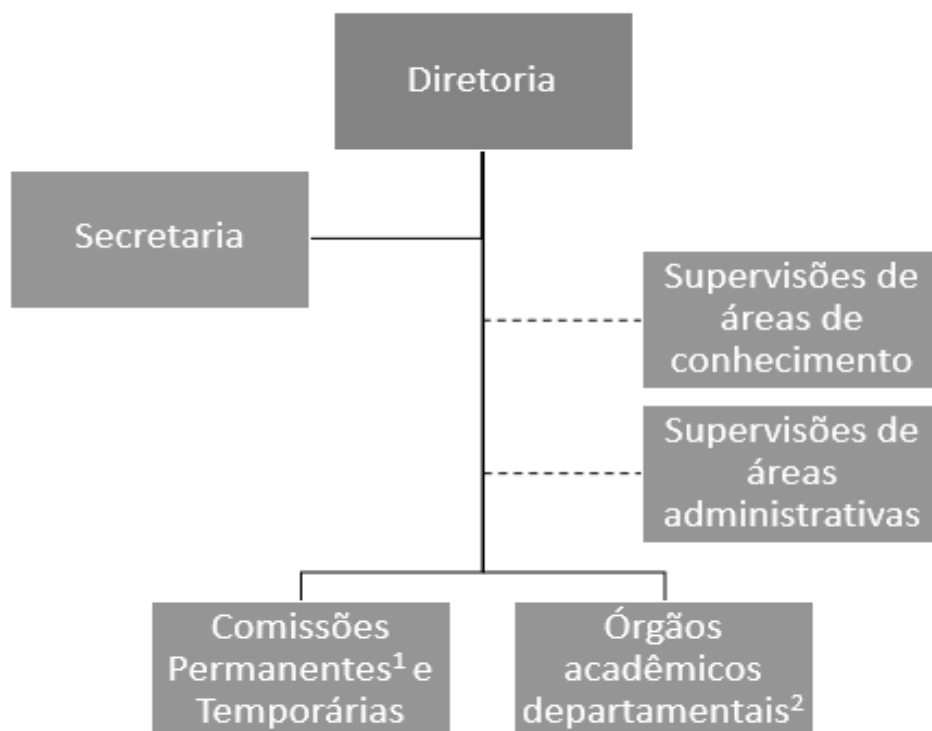 Diretoria
Secretaria
Supervisões de
áreas de
conhecimento
Supervisões de
áreas
administrativas
Comissões
Permanentes¹ e
Temporárias
Órgãos
acadêmicos
departamentais²